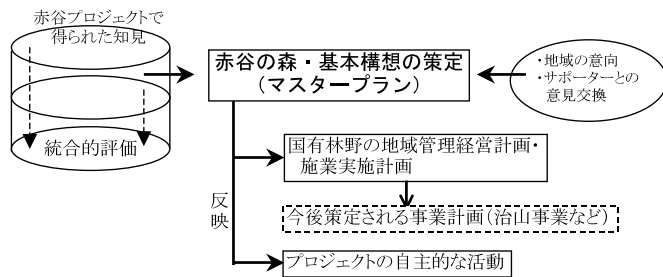 赤谷プロジェクトで
得られた知見
統合的評価
赤谷の森・基本構想の策定
(マスタープラン)
・地域の意向
・サポーターとの
意見交換
反映
国有林野の地域管理経営計画・
施業実施計画
今後策定される事業計画(治山事業など)
プロジェクトの自主的な活動